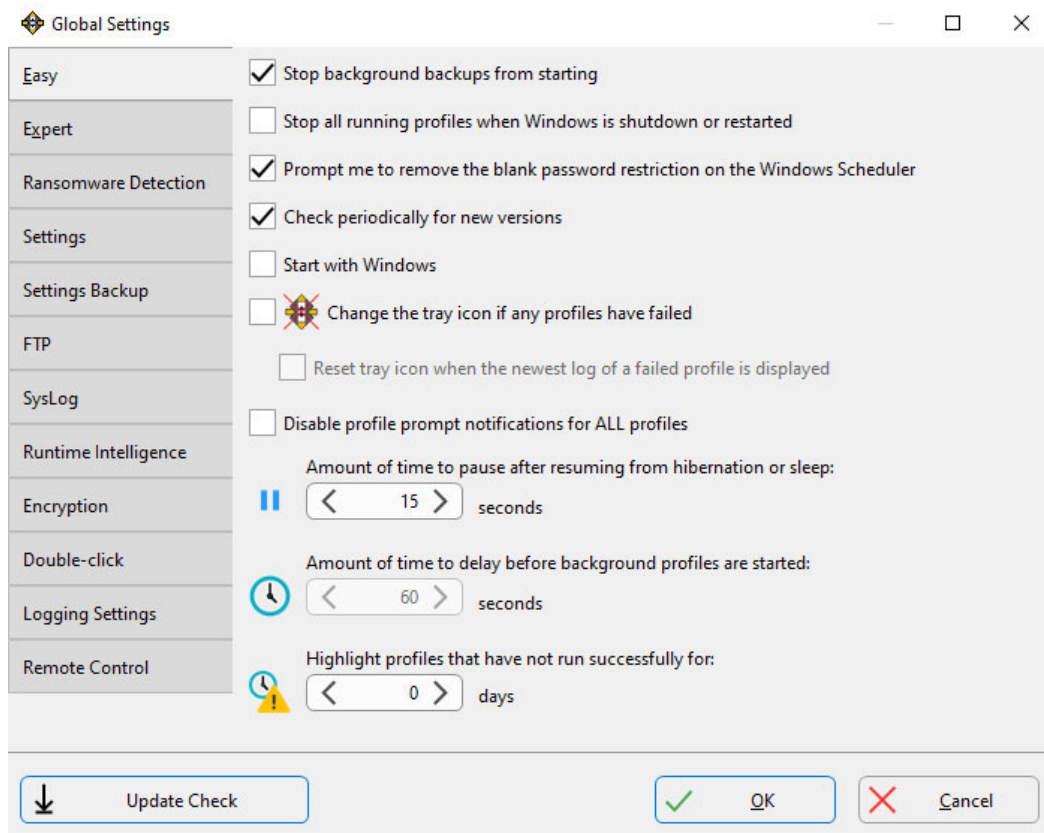 Global Settings
Easy
Expert
Ransomware Detection
Settings
Settings Backup
FTP
SysLog
Runtime Intelligence
Encryption
Double-click
Logging Settings
Remote Control
Stop background backups from starting
Stop all running profiles when Windows is shutdown or restarted
Prompt me to remove the blank password restriction on the Windows Scheduler
Check periodically for new versions
Start with Windows
Change the tray icon if any profiles have failed
Reset tray icon when the newest log of a failed profile is displayed
Disable profile prompt notifications for ALL profiles
Amount of time to pause after resuming from hibernation or sleep:
15 seconds
Amount of time to delay before background profiles are started:
60 seconds
Highlight profiles that have not run successfully for:
0 days
Update Check
OK
Cancel